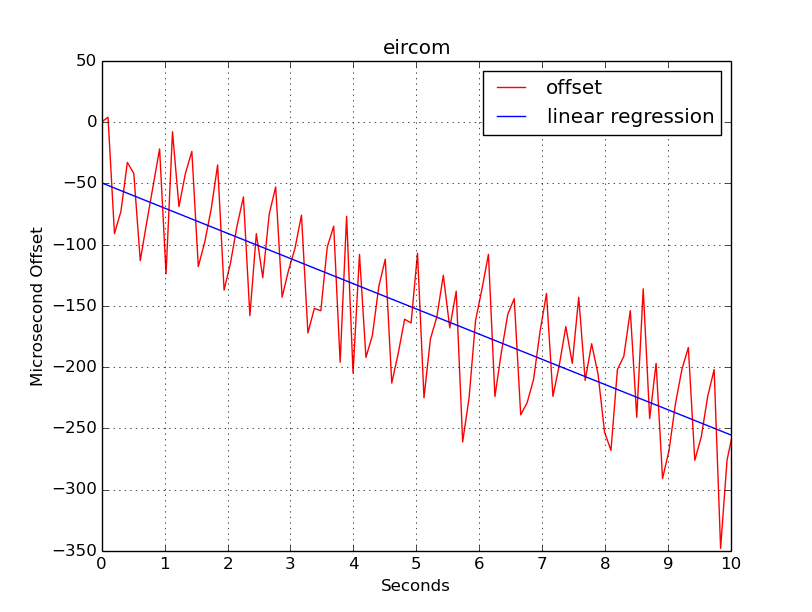 eircom
50
0
−50
−100
−150
−200
−250
−300
−350
Microsecond Offset
offset
linear regression
0 1 2 3 4 5 6 7 8 9 10
Seconds